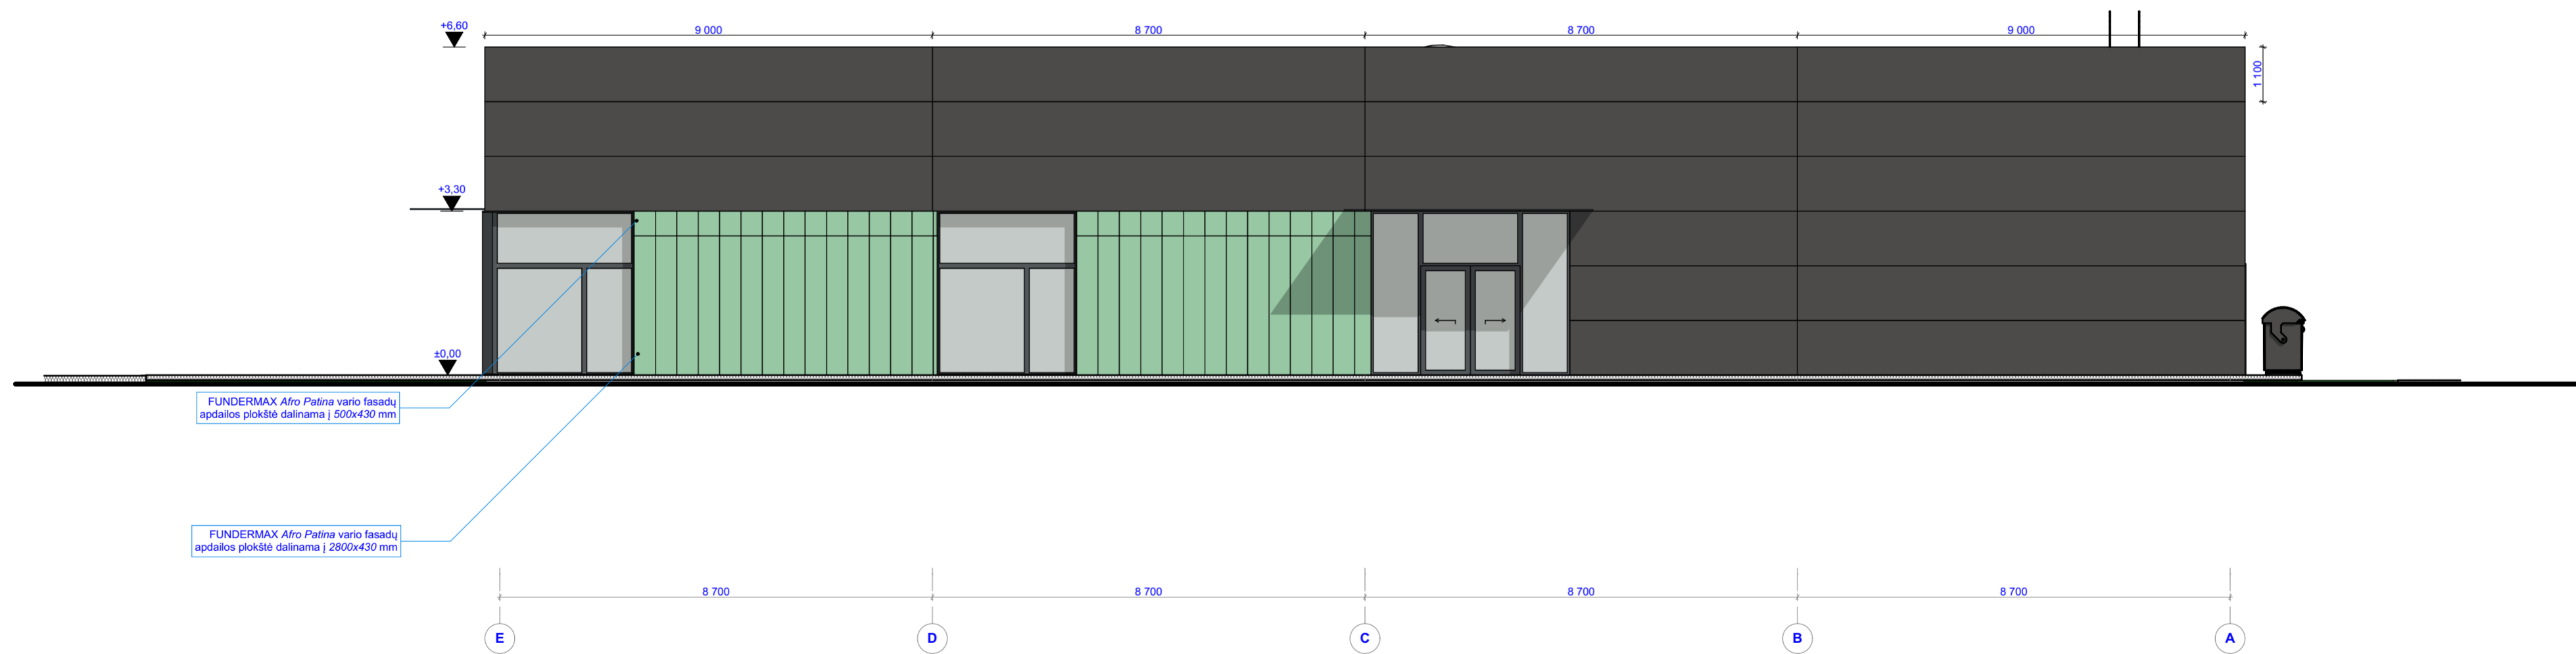 +6,60
9 000
8 700
8 700
9 000
1 100
+3,30
±0,00
FUNDERMAX Afro Patina vario fasadų
apdailos plokštė dalinama į 500x430 mm
FUNDERMAX Afro Patina vario fasadų
apdailos plokštė dalinama į 2800x430 mm
8 700
8 700
8 700
8 700
E
D
C
B
A